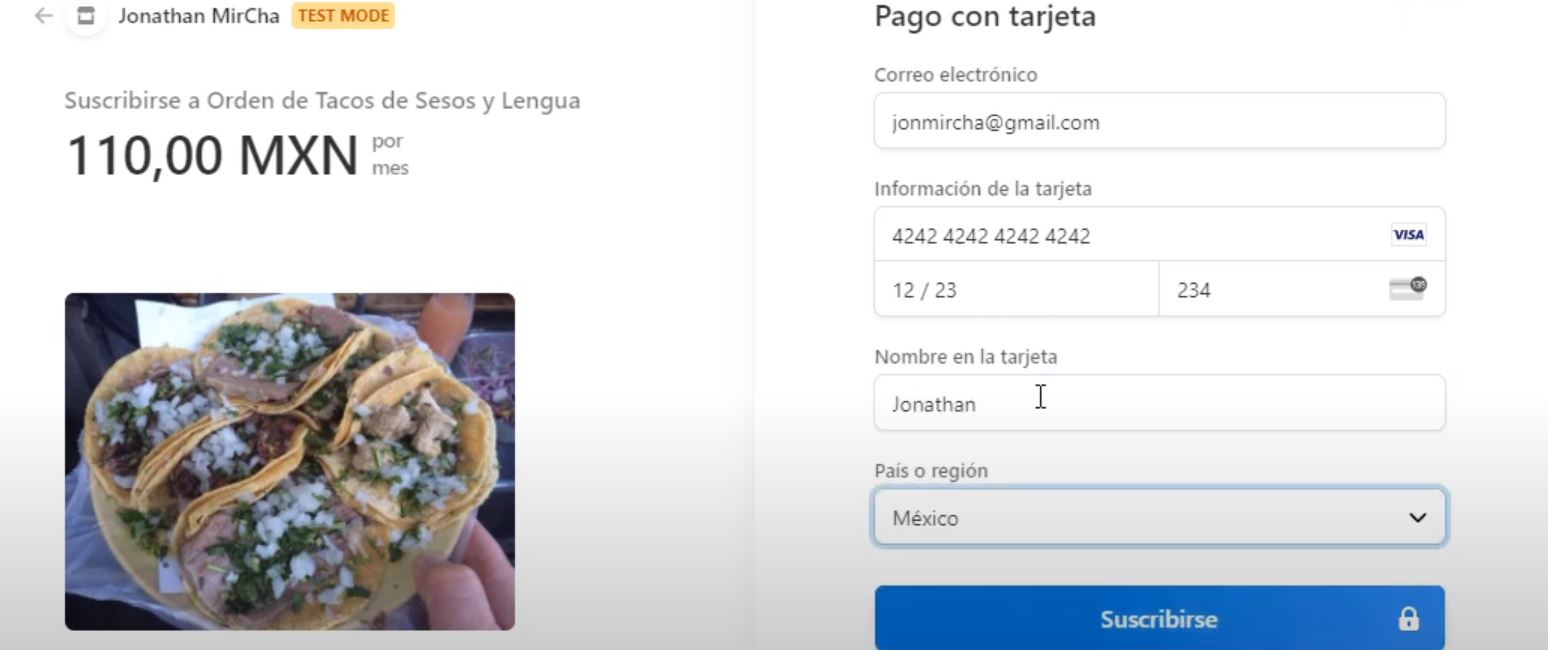 Jonathan MirCha TEST MODE
Suscribirse a Orden de Tacos de Sesos y Lengua
110,00 MXN por
mes
Pago con tarjeta
Correo electrónico
jonmircha@gmail.com
Información de la tarjeta
4242 4242 4242 4242 VISA
12 / 23 234 135
Nombre en la tarjeta
Jonathan
País o región
México
Suscribirse